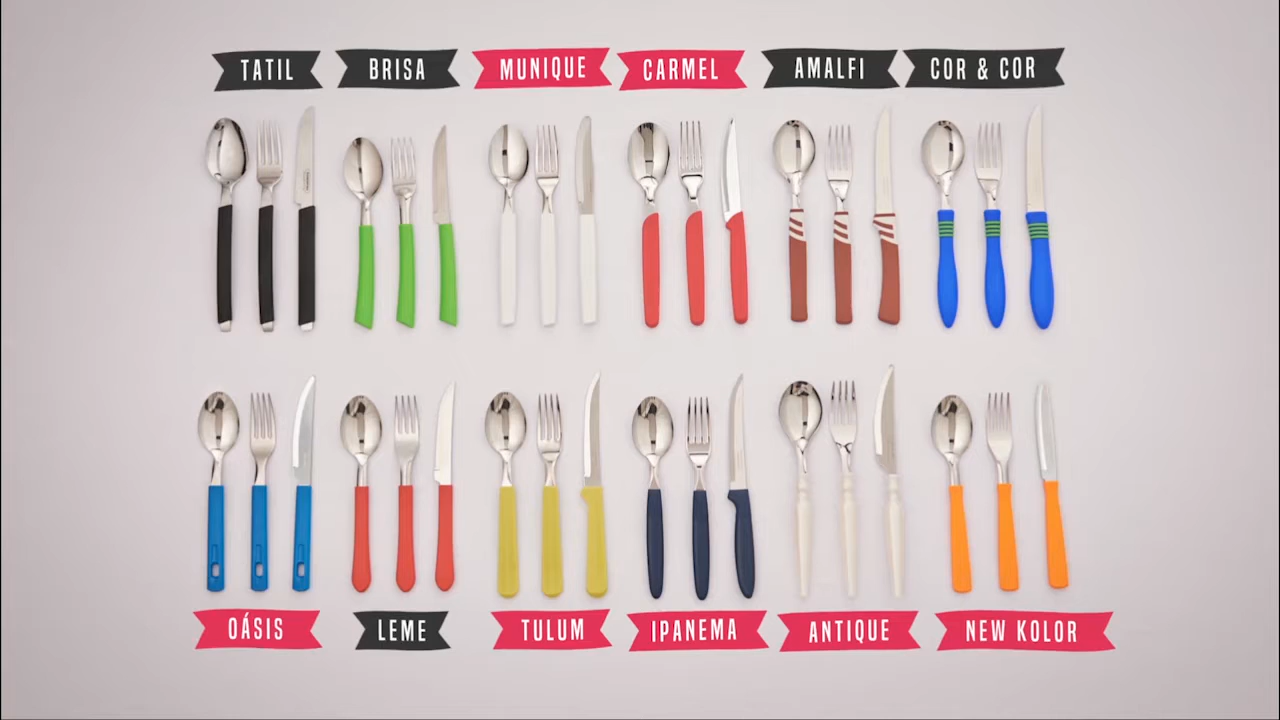 TATIL
BRISA
MUNIQUE
CARMEL
AMALFI
COR & COR
OÁSIS
LEME
TULUM
IPANEMA
ANTIQUE
NEW KOLOR